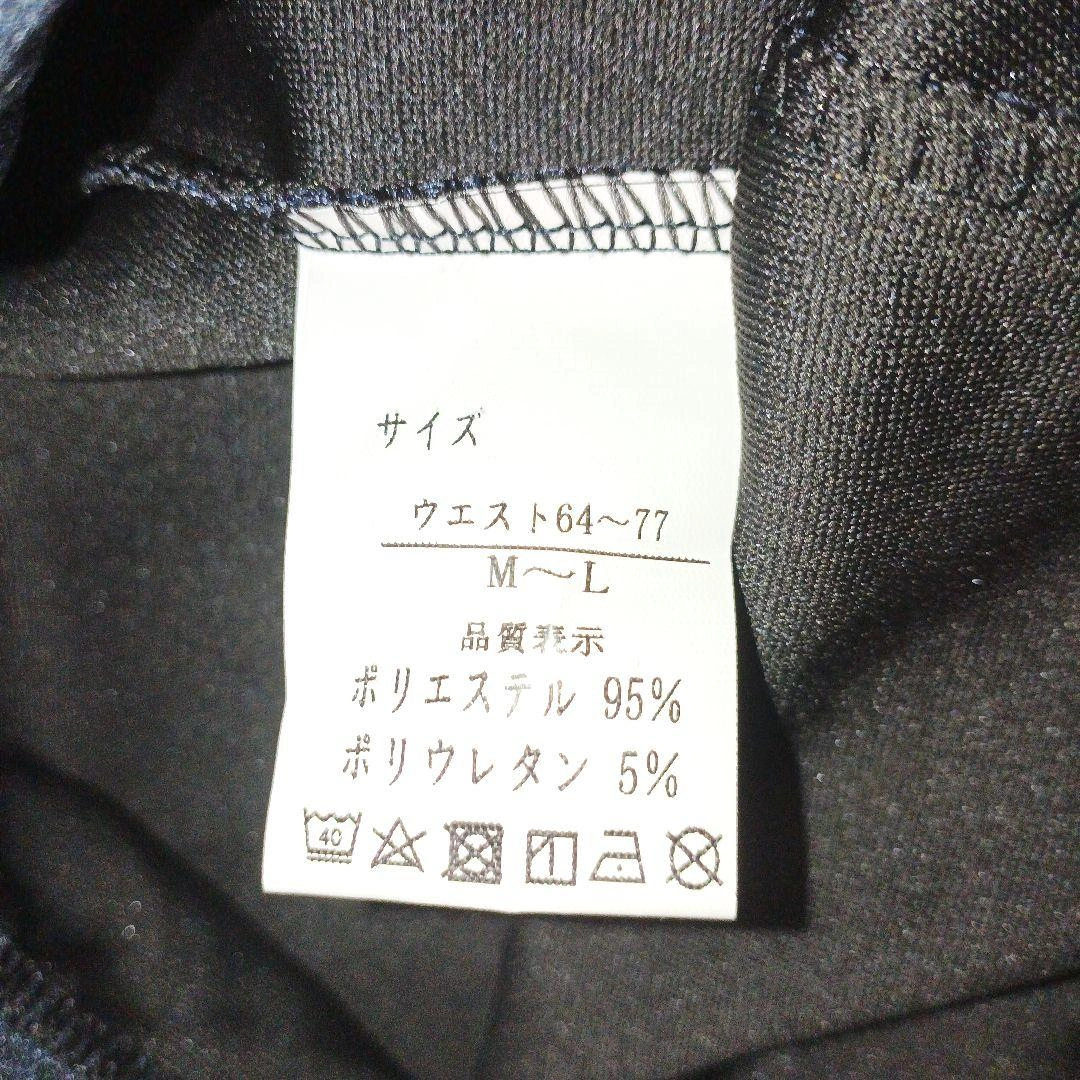 サイズ
ウエスト64～77
M～L
品質表示
ポリエステル 95%
ポリウレタン 5%
40